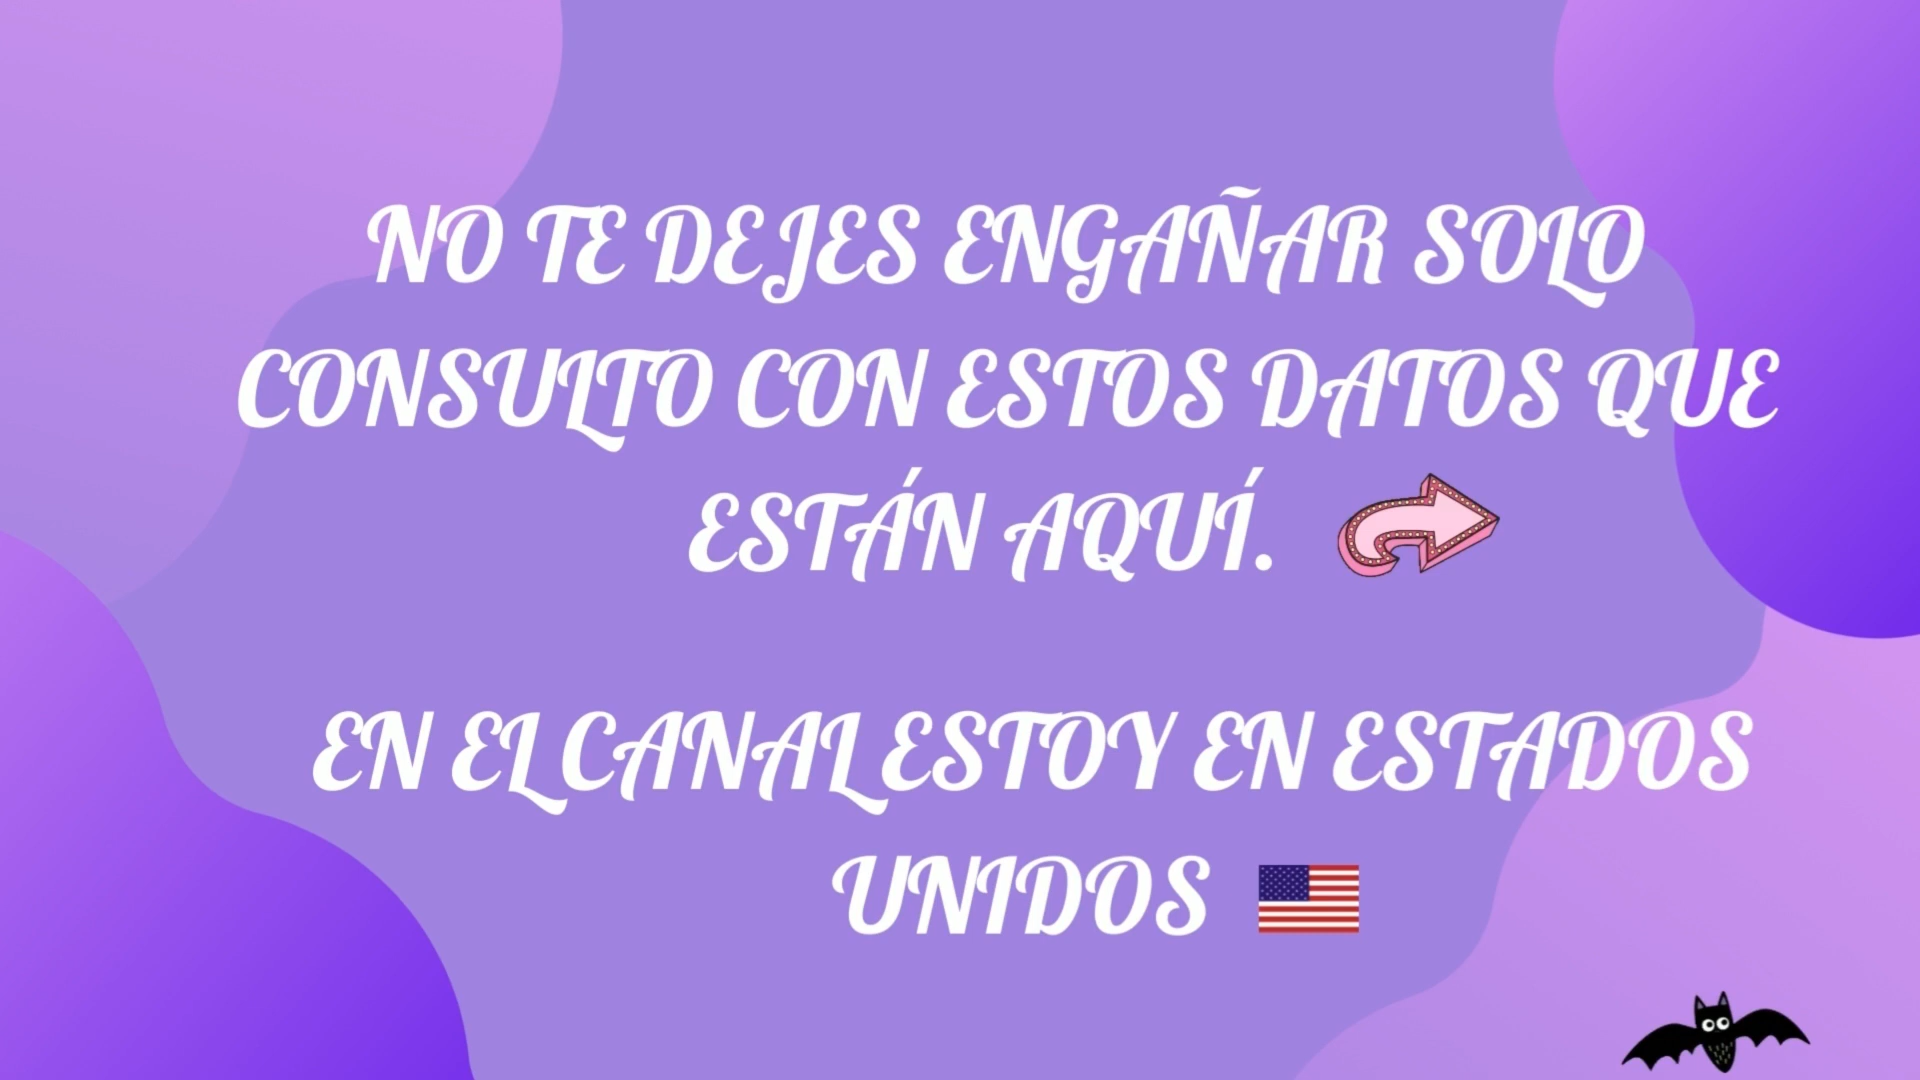 NO TE DEJES ENGAÑAR SOLO
CONSULTO CON ESTOS DATOS QUE
ESTÁN AQUÍ.
EN EL CANAL ESTOY EN ESTADOS
UNIDOS